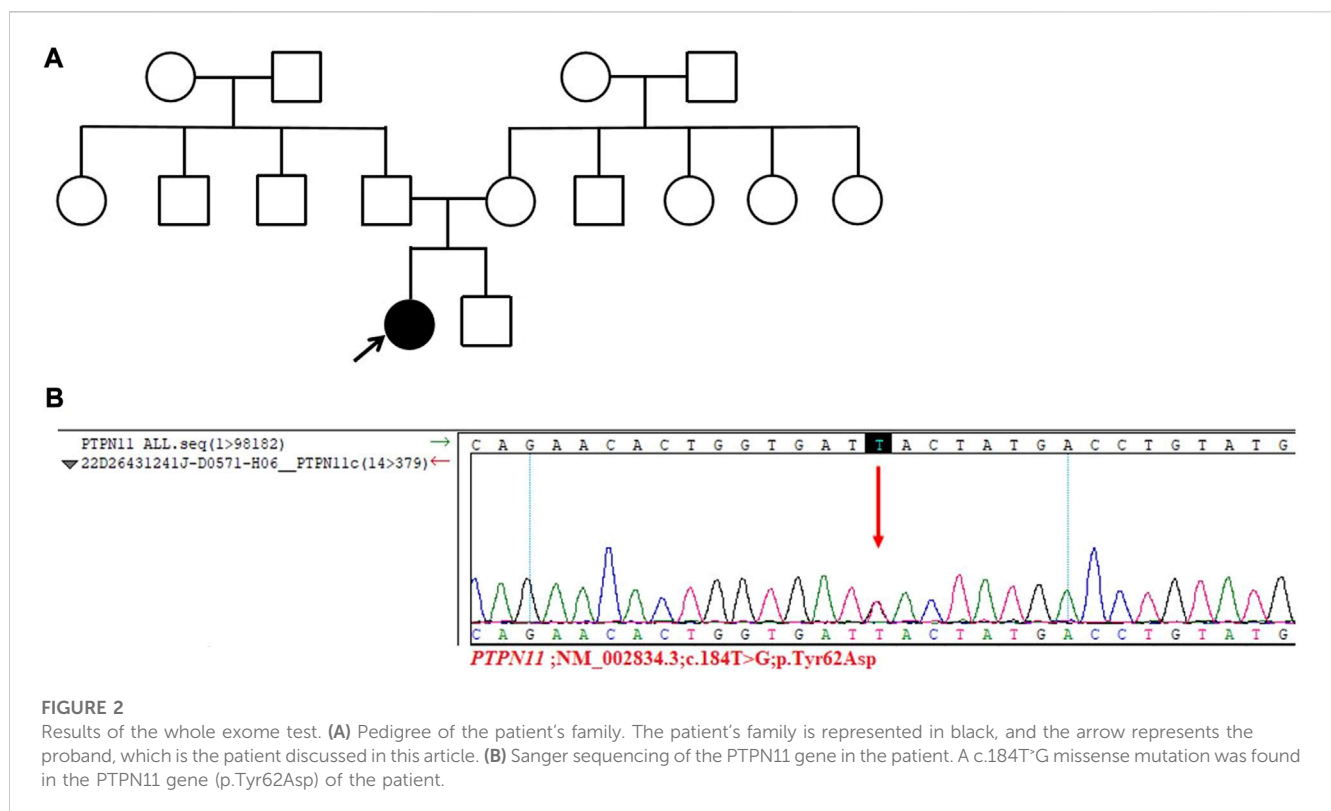 A
B
PTPN11 ALL.seq(1>98182)
22D26431241J-D0571-H06__PTPN11c(14>379)
C A G A A C A C T G G T G A T T A C T A T G A C C T G T A T G
C A G A A C A C T G G T G A T T A C T A T G A C C T G T A T G
PTPN11 ;NM_002834.3;c.184T>G;p.Tyr62Asp
FIGURE 2
Results of the whole exome test. (A) Pedigree of the patient's family. The patient's family is represented in black, and the arrow represents the
proband, which is the patient discussed in this article. (B) Sanger sequencing of the PTPN11 gene in the patient. A c.184T>G missense mutation was found
in the PTPN11 gene (p.Tyr62Asp) of the patient.